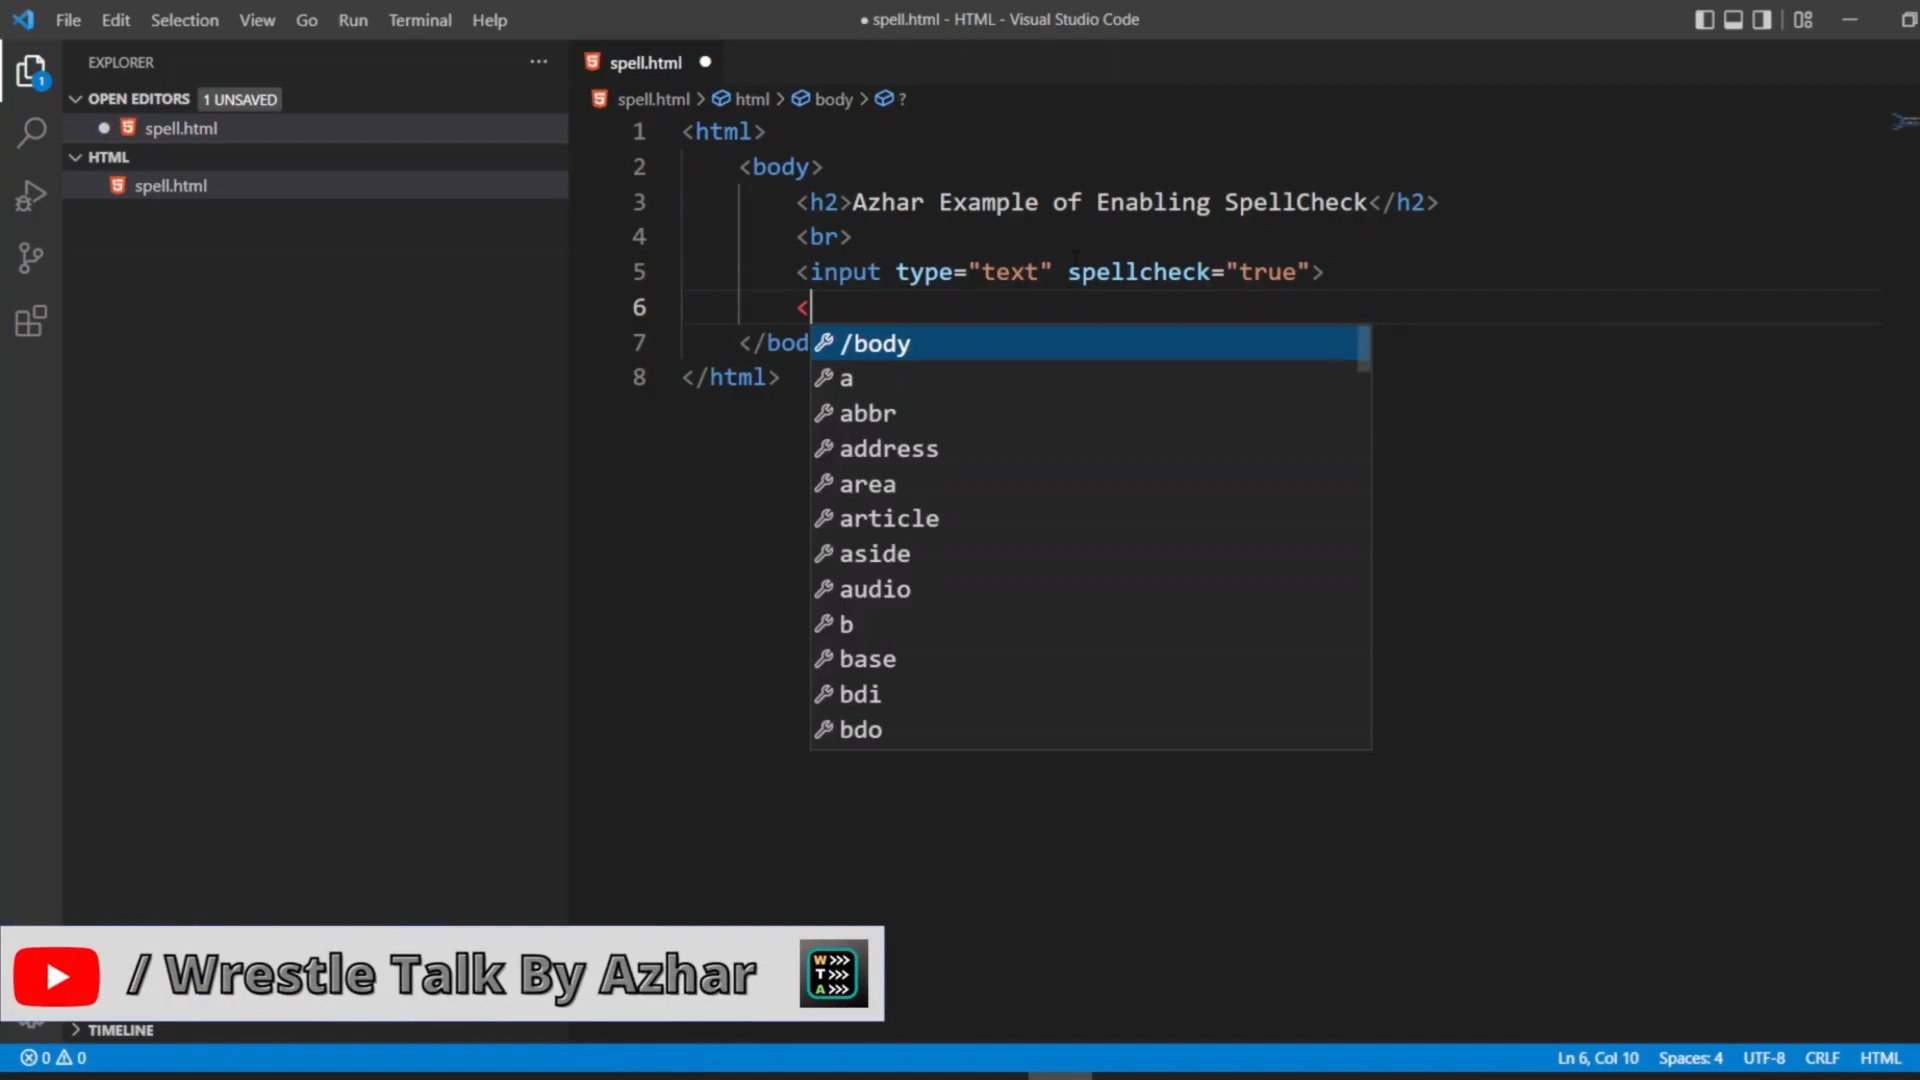 File Edit Selection View Go Run Terminal Help
● spell.html - HTML - Visual Studio Code
EXPLORER
···
spell.html ●
OPEN EDITORS 1 UNSAVED
spell.html
HTML
spell.html
spell.html > html > body > ?
1 <html>
2 <body>
3 <h2>Azhar Example of Enabling SpellCheck</h2>
4 <br>
5 <input type="text" spellcheck="true">
6 <
7 </bod
8 </html>
/body
a
abbr
address
area
article
aside
audio
b
base
bdi
bdo
1
/ Wrestle Talk By Azhar
W>>>
T>>>
A>>>
TIMELINE
0 0
Ln 6, Col 10 Spaces: 4 UTF-8 CRLF HTML